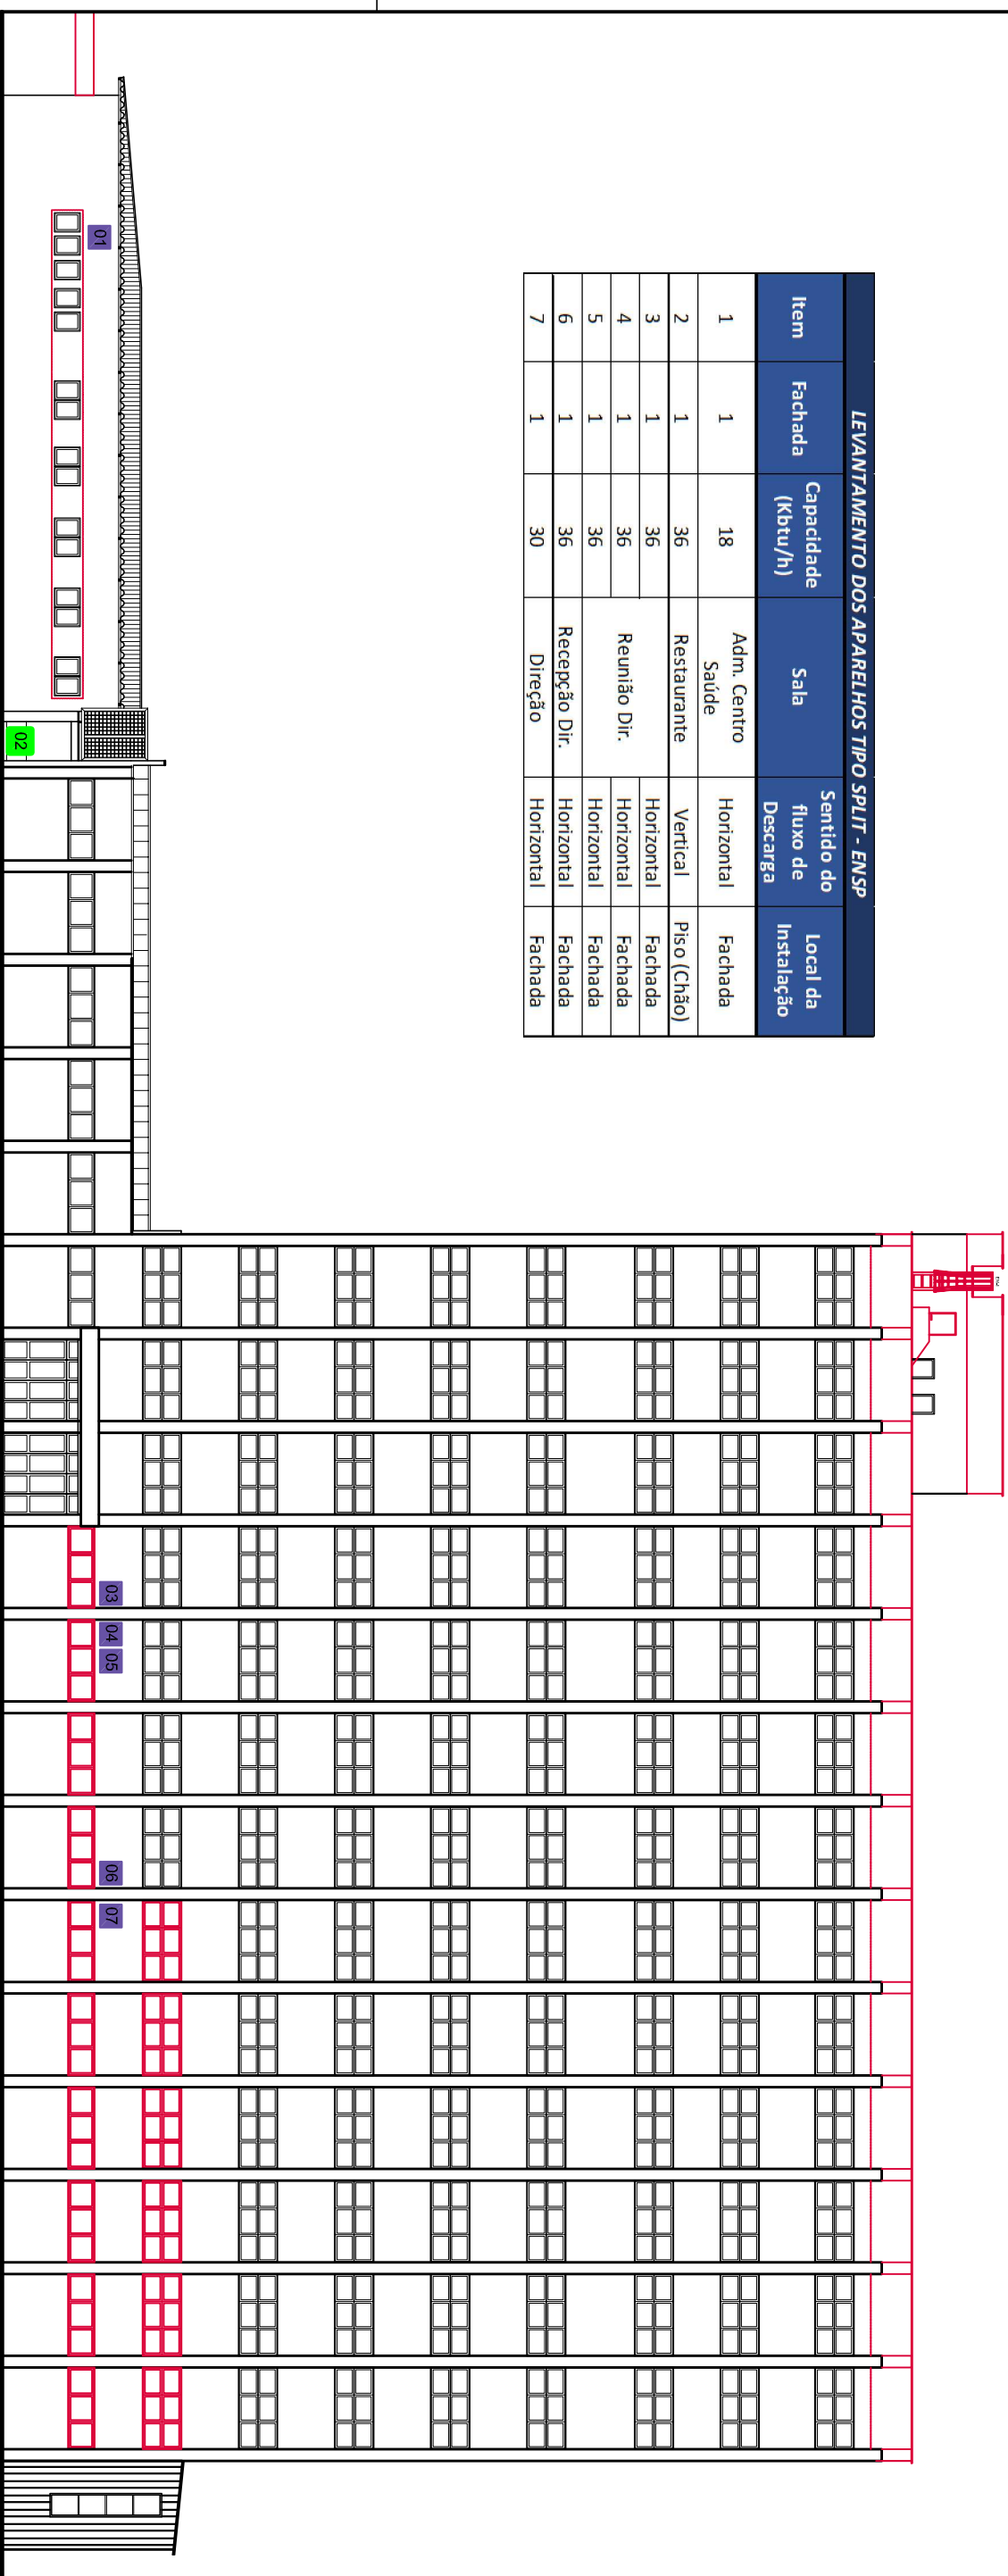 LEVANTAMENTO DOS APARELHOS TIPO SPLIT - ENSP
Item Fachada Capacidade (Kbtu/h) Sala Sentido do fluxo de Descarga Local da Instalação
1 1 18 Adm. Centro Saúde Horizontal Fachada
2 1 36 Restaurante Vertical Piso (Chão)
3 1 36 Reunião Dir. Horizontal Fachada
4 1 36 Horizontal Fachada
5 1 36 Horizontal Fachada
6 1 36 Recepção Dir. Horizontal Fachada
7 1 30 Direção Horizontal Fachada
01
02
03
04
05
06
07